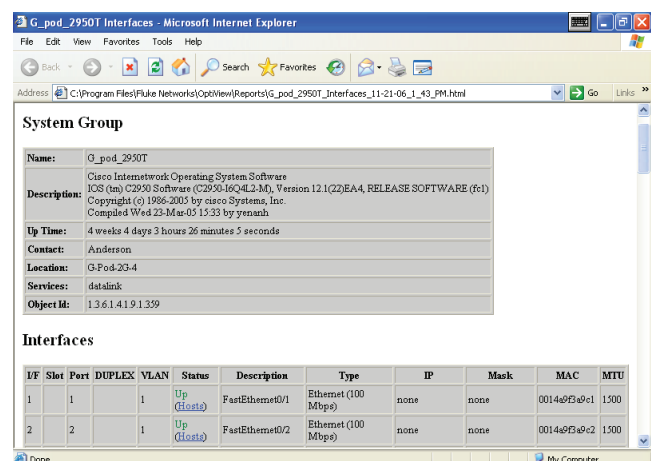 G_pod_2950T Interfaces - Microsoft Internet Explorer
File Edit View Favorites Tools Help
Back Search Favorites
Address C:\Program Files\Fluke Networks\OptiView\Reports\G_pod_2950T_Interfaces_11-21-06_1_43_PM.html Go Links »
System Group
Name: G_pod_2950T
Description: Cisco Internetwork Operating System Software
IOS (tm) C2950 Software (C2950-I6Q4L2-M), Version 12.1(22)EA4, RELEASE SOFTWARE (fc1)
Copyright (c) 1986-2005 by cisco Systems, Inc.
Compiled Wed 23-Mar-05 15:33 by yenanh
Up Time: 4 weeks 4 days 3 hours 26 minutes 5 seconds
Contact: Anderson
Location: G-Pod-2G-4
Services: datalink
Object Id: 1.3.6.1.4.1.9.1.359
Interfaces
I/F Slot Port DUPLEX VLAN Status Description Type IP Mask MAC MTU
1 1 1 Up (Hosts) FastEthernet0/1 Ethernet (100 Mbps) none none 0014a9f3a9c1 1500
2 2 1 Up (Hosts) FastEthernet0/2 Ethernet (100 Mbps) none none 0014a9f3a9c2 1500
Done My Computer